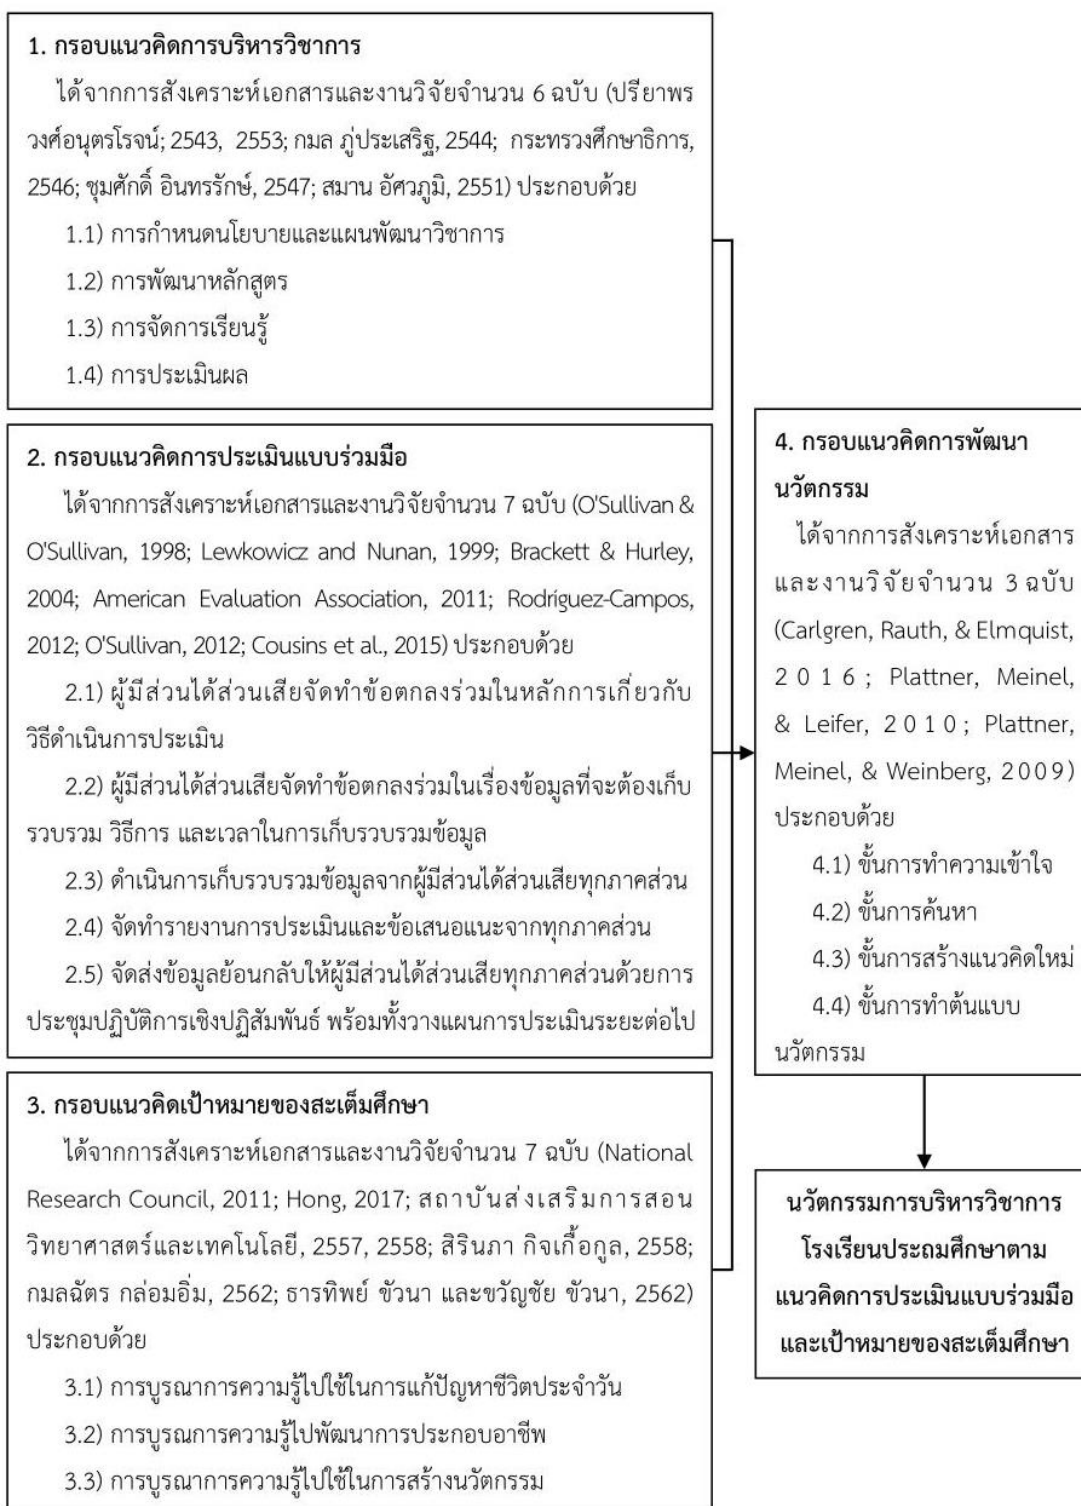 1. กรอบแนวคิดการบริหารวิชาการ
ได้จากการสังเคราะห์เอกสารและงานวิจัยจำนวน 6 ฉบับ (ปรียาพร
วงศ์อนุตรโรจน์; 2543, 2553; กมล ภู่ประเสริฐ, 2544; กระทรวงศึกษาธิการ,
2546; ชุมศักดิ์ อินทรรักษ์, 2547; สมาน อัศวภูมิ, 2551) ประกอบด้วย
1.1) การกำหนดนโยบายและแผนพัฒนาวิชาการ
1.2) การพัฒนาหลักสูตร
1.3) การจัดการเรียนรู้
1.4) การประเมินผล
2. กรอบแนวคิดการประเมินแบบร่วมมือ
ได้จากการสังเคราะห์เอกสารและงานวิจัยจำนวน 7 ฉบับ (O'Sullivan &
O'Sullivan, 1998; Lewkowicz and Nunan, 1999; Brackett & Hurley,
2004; American Evaluation Association, 2011; Rodríguez-Campos,
2012; O'Sullivan, 2012; Cousins et al., 2015) ประกอบด้วย
2.1) ผู้มีส่วนได้ส่วนเสียจัดทำข้อตกลงร่วมในหลักการเกี่ยวกับ
วิธีดำเนินการประเมิน
2.2) ผู้มีส่วนได้ส่วนเสียจัดทำข้อตกลงร่วมในเรื่องข้อมูลที่จะต้องเก็บ
รวบรวม วิธีการ และเวลาในการเก็บรวบรวมข้อมูล
2.3) ดำเนินการเก็บรวบรวมข้อมูลจากผู้มีส่วนได้ส่วนเสียทุกภาคส่วน
2.4) จัดทำรายงานการประเมินและข้อเสนอแนะจากทุกภาคส่วน
2.5) จัดส่งข้อมูลย้อนกลับให้ผู้มีส่วนได้ส่วนเสียทุกภาคส่วนด้วยการ
ประชุมปฏิบัติการเชิงปฏิสัมพันธ์ พร้อมทั้งวางแผนการประเมินระยะต่อไป
3. กรอบแนวคิดเป้าหมายของสะเต็มศึกษา
ได้จากการสังเคราะห์เอกสารและงานวิจัยจำนวน 7 ฉบับ (National
Research Council, 2011; Hong, 2017; สถาบันส่งเสริมการสอน
วิทยาศาสตร์และเทคโนโลยี, 2557, 2558; สิรินภา กิจเกื้อกูล, 2558;
กมลฉัตร กล่อมอิ่ม, 2562; ธารทิพย์ ขัวนา และขวัญชัย ขัวนา, 2562)
ประกอบด้วย
3.1) การบูรณาการความรู้ไปใช้ในการแก้ปัญหาชีวิตประจำวัน
3.2) การบูรณการความรู้ไปพัฒนาการประกอบอาชีพ
3.3) การบูรณาการความรู้ไปใช้ในการสร้างนวัตกรรม
4. กรอบแนวคิดการพัฒนา
นวัตกรรม
ได้จากการสังเคราะห์เอกสาร
และงานวิจัยจำนวน 3 ฉบับ
(Carlgren, Rauth, & Elmquist,
2016; Plattner, Meinel,
& Leifer, 2010; Plattner,
Meinel, & Weinberg, 2009)
ประกอบด้วย
4.1) ขั้นการทำความเข้าใจ
4.2) ขั้นการค้นหา
4.3) ขั้นการสร้างแนวคิดใหม่
4.4) ขั้นการทำต้นแบบ
นวัตกรรม
นวัตกรรมการบริหารวิชาการ
โรงเรียนประถมศึกษาตาม
แนวคิดการประเมินแบบร่วมมือ
และเป้าหมายของสะเต็มศึกษา